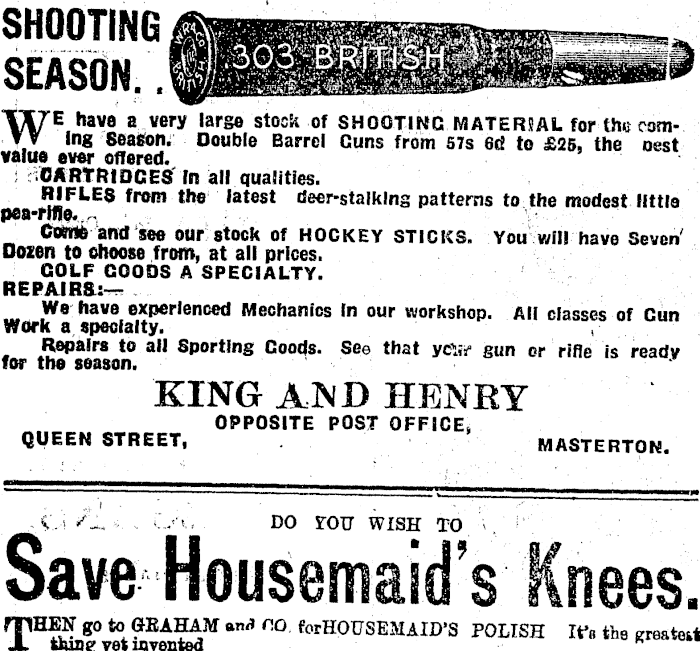 SHOOTING
SEASON. .
W.R.A.Co.
303 BRITISH
WE have a very large stock of SHOOTING MATERIAL for the com-
ing Season. Double Barrel Guns from 57s 6d to £25, the best
value ever offered.
CARTRIDGES in all qualities.
RIFLES from the latest deer-stalking patterns to the modest little
pea-rifle.
Come and see our stock of HOCKEY STICKS. You will have Seven
Dozen to choose from, at all prices.
GOLF GOODS A SPECIALTY.
REPAIRS:—
We have experienced Mechanics in our workshop. All classes of Gun
Work a specialty.
Repairs to all Sporting Goods. See that your gun or rifle is ready
for the season.
KING AND HENRY
OPPOSITE POST OFFICE,
QUEEN STREET, MASTERTON.
DO YOU WISH TO
Save Housemaid's Knees.
THEN go to GRAHAM and CO. for HOUSEMAID'S POLISH It's the greatest
thing yet invented